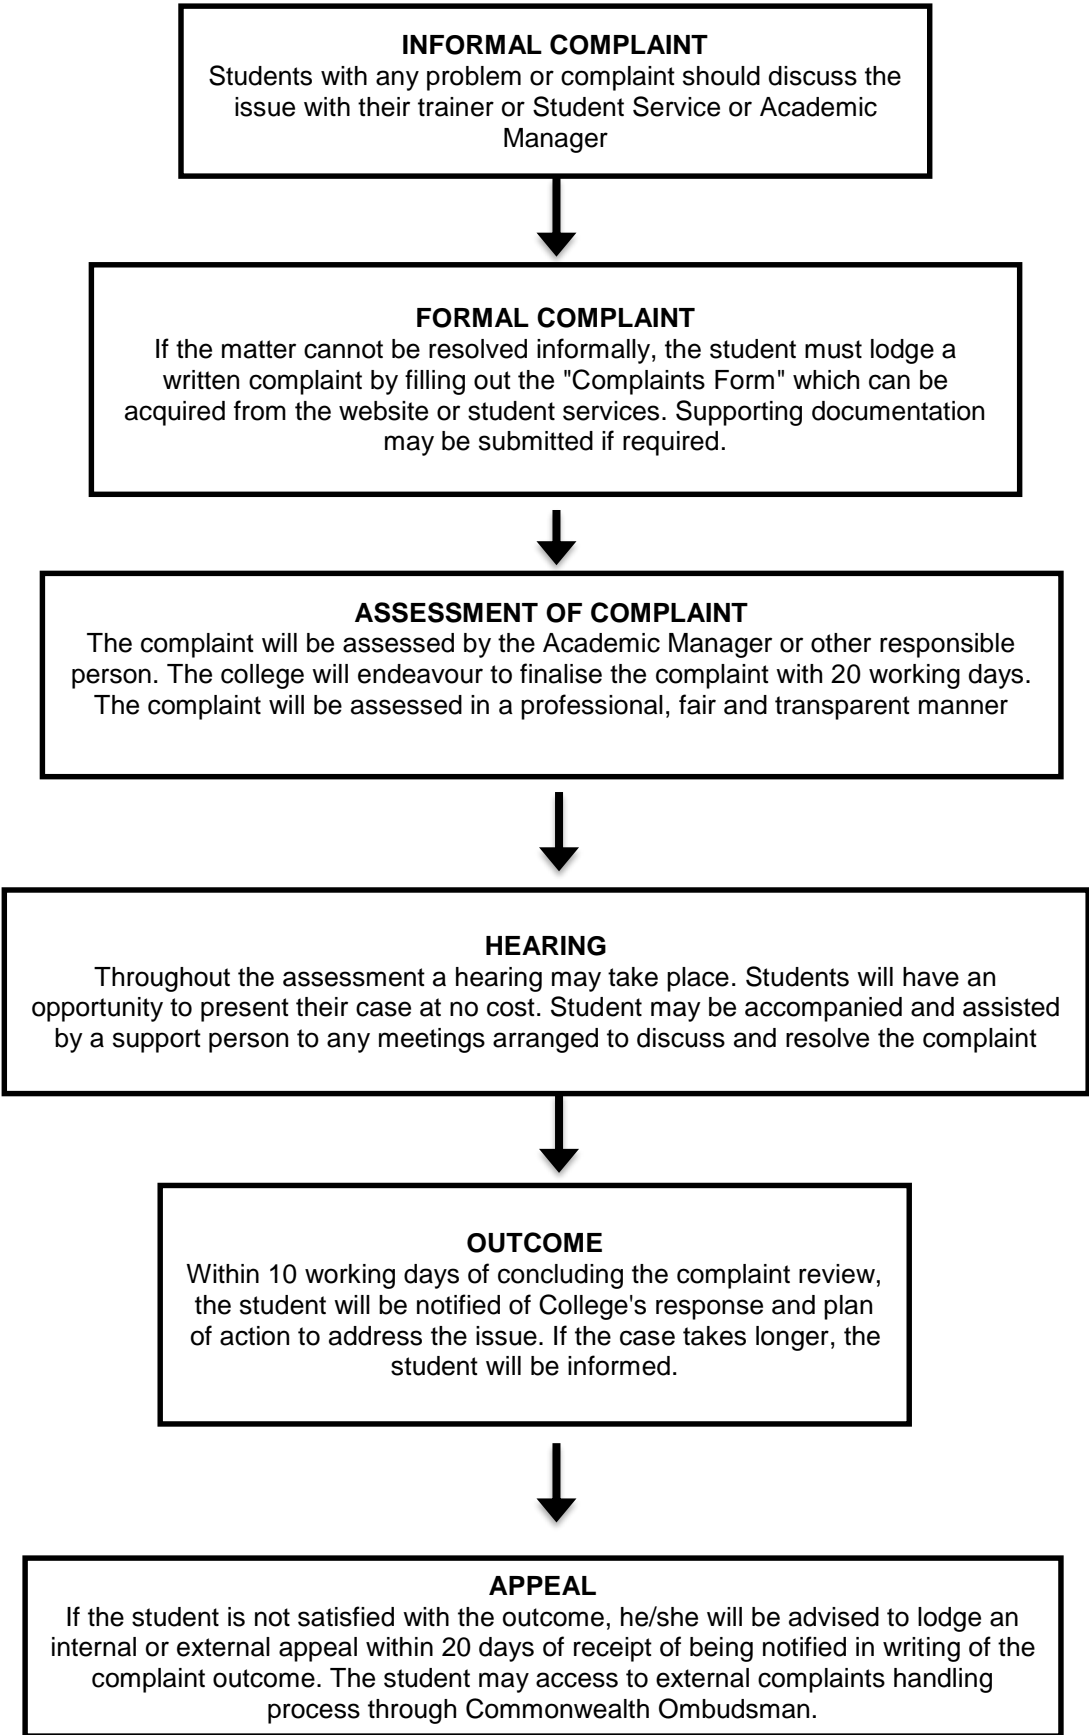 INFORMAL COMPLAINT
Students with any problem or complaint should discuss the
issue with their trainer or Student Service or Academic
Manager
FORMAL COMPLAINT
If the matter cannot be resolved informally, the student must lodge a
written complaint by filling out the "Complaints Form" which can be
acquired from the website or student services. Supporting documentation
may be submitted if required.
ASSESSMENT OF COMPLAINT
The complaint will be assessed by the Academic Manager or other responsible
person. The college will endeavour to finalise the complaint with 20 working days.
The complaint will be assessed in a professional, fair and transparent manner
HEARING
Throughout the assessment a hearing may take place. Students will have an
opportunity to present their case at no cost. Student may be accompanied and assisted
by a support person to any meetings arranged to discuss and resolve the complaint
OUTCOME
Within 10 working days of concluding the complaint review,
the student will be notified of College's response and plan
of action to address the issue. If the case takes longer, the
student will be informed.
APPEAL
If the student is not satisfied with the outcome, he/she will be advised to lodge an
internal or external appeal within 20 days of receipt of being notified in writing of the
complaint outcome. The student may access to external complaints handling
process through Commonwealth Ombudsman.